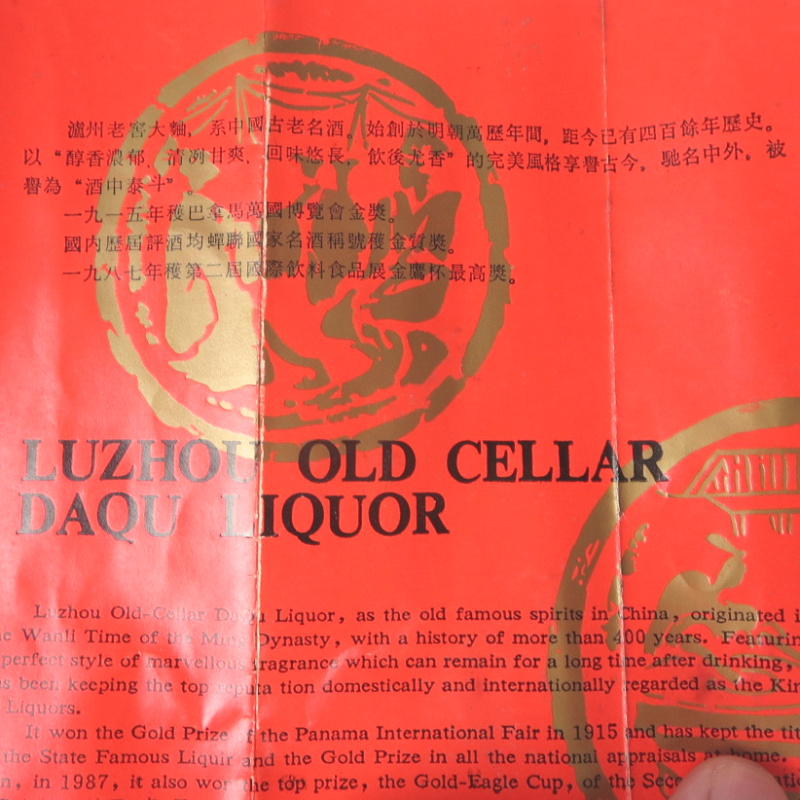 瀘州老窖大麯，系中國古老名酒。始創於明朝萬歷年間，距今已有四百餘年歷史。
以“醇香濃郁，清冽甘爽，回味悠長，飲後尤香”的完美風格享譽古今，馳名中外，被
譽為“酒中泰斗”。
一九一五年穫巴拿馬萬國博覽會金獎。
國内歷屆評酒均蟬聯國家名酒稱號獲金質獎。
一九八七年穫第二屆國際飲料食品展金鷹杯最高獎。
LUZHOU OLD CELLAR
DAQU LIQUOR
Luzhou Old-Cellar Daqu Liquor, as the old famous spirits in China, originated
Wanli Time of the Ming Dynasty, with a history of more than 400 years.
perfect style of marvellous fragrance which can remain for a long time after drinking,
been keeping the top reputa tion domestically and internationally regarded as the
Liquors.
It won the Gold Prize of the Panama International Fair in 1915 and has kept the
the State Famous Liquir and the Gold Prize in all the national appraisals at home.
in 1987, it also won the top prize, the Gold-Eagle Cup, of the